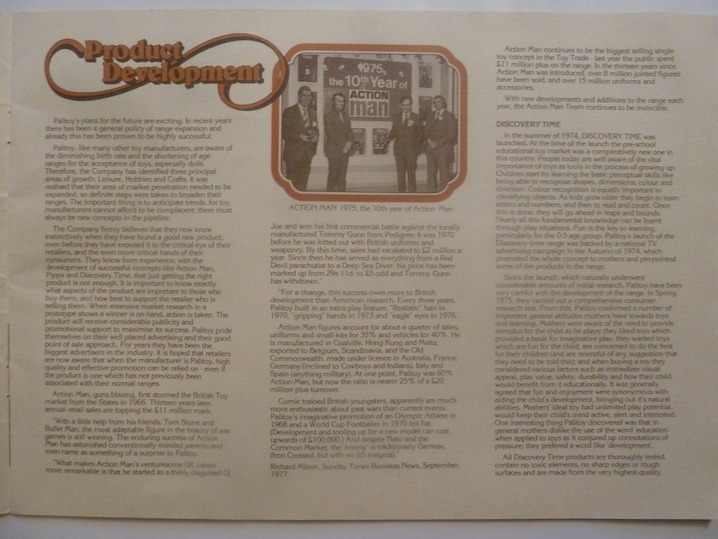 Product
Development
Palitoy's plans for the future are exciting. In recent years
there has been a general policy of range expansion and
already this has been proven to be highly successful.
Palitoy, like many other toy manufacturers, are aware of
the diminishing birth rate and the shortening of age
ranges for the acceptance of toys, especially dolls.
Therefore, the Company has identified three principal
areas of growth: Leisure, Hobbies and Crafts. It was
realised that their area of market penetration needed to be
expanded, so definite steps were taken to broaden their
ranges. The important thing is to anticipate trends, for toy
manufacturers cannot afford to be complacent; there must
always be new concepts in the pipeline.
The Company firmly believes that they now know
instinctively when they have found a good new product,
even before they have exposed it to the critical eye of their
retailers, and the even more critical hands of their
consumers. They know from experience, with the
development of successful concepts like Action Man,
Pippa and Discovery Time, that just getting the right
product is not enough. It is important to know exactly
what aspects of the product are important to those who
buy them, and how best to support the retailer who is
selling them. When extensive market research in a
prototype shows a winner on hand, action is taken. The
product will receive considerable publicity and
promotional support to maximise its success. Palitoy pride
themselves on their well placed advertising and their good
point of sale approach. For years they have been the
biggest advertisers in the industry. It is hoped that retailers
are now aware that when the manufacturer is Palitoy, high
quality and effective promotion can be relied on - even if
the product is one which has not previously been
associated with their normal ranges.
Action Man, guns blazing, first stormed the British Toy
market from the States in 1966. Thirteen years later,
annual retail sales are topping the £11 million mark.
With a little help from his friends, Tom Stone and
Bullet Man, the most adaptable figure in the history of war
games is still winning. The enduring success of Action
Man has astonished conventionally minded parents and
even came as something of a surprise to Palitoy.
"What makes Action Man's venturesome GB career
more remarkable is that he started as a thinly disguised GI
1975,
the 10th Year of
ACTION
man
ACTION MAN 1975, the 10th year of Action Man
Joe and won his first commercial battle against the locally
manufactured Tommy Gunn from Pedigree. It was 1970
before he was kitted out with British uniforms and
weaponry. By this time, sales had escalated to £2 million a
year. Since then he has served as everything from a Red
Devil parachutist to a Deep Sea Diver, his price has been
marked up from 29s 11d. to £3 odd and Tommy Gunn
has withdown."
"For a change, this success owes more to British
development than American research. Every three years,
Palitoy built in an extra play feature. "Realistic" hair in
1970, "gripping" hands in 1973 and "eagle" eyes in 1976.
Action Man figures account for about a quarter of sales,
uniforms and small kits for 35% and vehicles for 40%. He
is manufactured in Coalville, Hong Kong and Malta,
exported to Belgium, Scandinavia, and the Old
Commonwealth, made under licence in Australia, France,
Germany (inclined to Cowboys and Indians), Italy and
Spain (anything military). At one point, Palitoy was 60%
Action Man, but now the ratio is nearer 25% of a £20
million plus turnover.
Comic trained British youngsters, apparently are much
more enthusiastic about past wars than current events.
Palitoy's imaginative promotion of an Olympic Athlete in
1968 and a World Cup Footballer in 1970 fell flat.
(Development and tooling up for a new model can cost
upwards of £100,000.) And despite Nato and the
Common Market, the 'enemy' is traditionally German.
(Iron Crossed, but with no SS insignia)."
Richard Milner, Sunday Times Business News, September,
1977.
Action Man continues to be the biggest selling single
toy concept in the Toy Trade - last year the public spent
£11 million plus on the range. In the thirteen years since
Action Man was introduced, over 8 million jointed figures
have been sold, and over 15 million uniforms and
accessories.
With new developments and additions to the range each
year, the Action Man Team continues to be invincible.
DISCOVERY TIME
In the summer of 1974, DISCOVERY TIME was
launched. At the time of the launch the pre-school
educational toy market was a comparatively new one in
this country. People today are well aware of the vital
importance of toys as tools in the process of growing up.
Children start by learning the basic perceptual skills like
being able to recognise shapes, dimensions, colour and
direction. Colour recognition is equally important in
identifying objects. As kids grow older they begin to learn
letters and numbers, and then to read and count. Once
this is done, they will go ahead in leaps and bounds.
Nearly all this fundamental knowledge can be learnt
through play situations. Fun is the key to learning,
particularly for the 0-5 age group. Palitoy's launch of the
Discovery time range was backed by a national TV
advertising campaign in the Autumn of 1974, which
promoted the whole concept to mothers and pin-pointed
some of the products in the range.
Since the launch, which naturally underwent
considerable amounts of initial research, Palitoy have been
very careful with the development of the range. In Spring
1975, they carried out a comprehensive consumer
research test. From this, Palitoy confirmed a number of
important general attitudes mothers have towards toys
and learning. Mothers were aware of the need to provide
stimulus for the child as he plays; they liked toys which
provided a basis for imaginative play; they wanted toys
which are fun for the child, are concerned to do the best
for their children (and are resentful of any suggestion that
they need to be told this) and when buying a toy they
considered various factors such as immediate visual
appeal, play value, safety, durability and how their child
would benefit from it educationally. It was generally
agreed that fun and enjoyment were synonymous with
aiding the child's development, bringing out it's natural
abilities. Mothers' ideal toy had unlimited play potential,
would keep their child's mind active, alert and interested.
One interesting thing Palitoy discovered was that in
general mothers dislike the use of the word 'education'
when applied to toys as it conjured up connotations of
pressure; they preferred a word like 'development'.
All Discovery Time products are thoroughly tested,
contain no toxic elements, no sharp edges or rough
surfaces and are made from the very highest quality